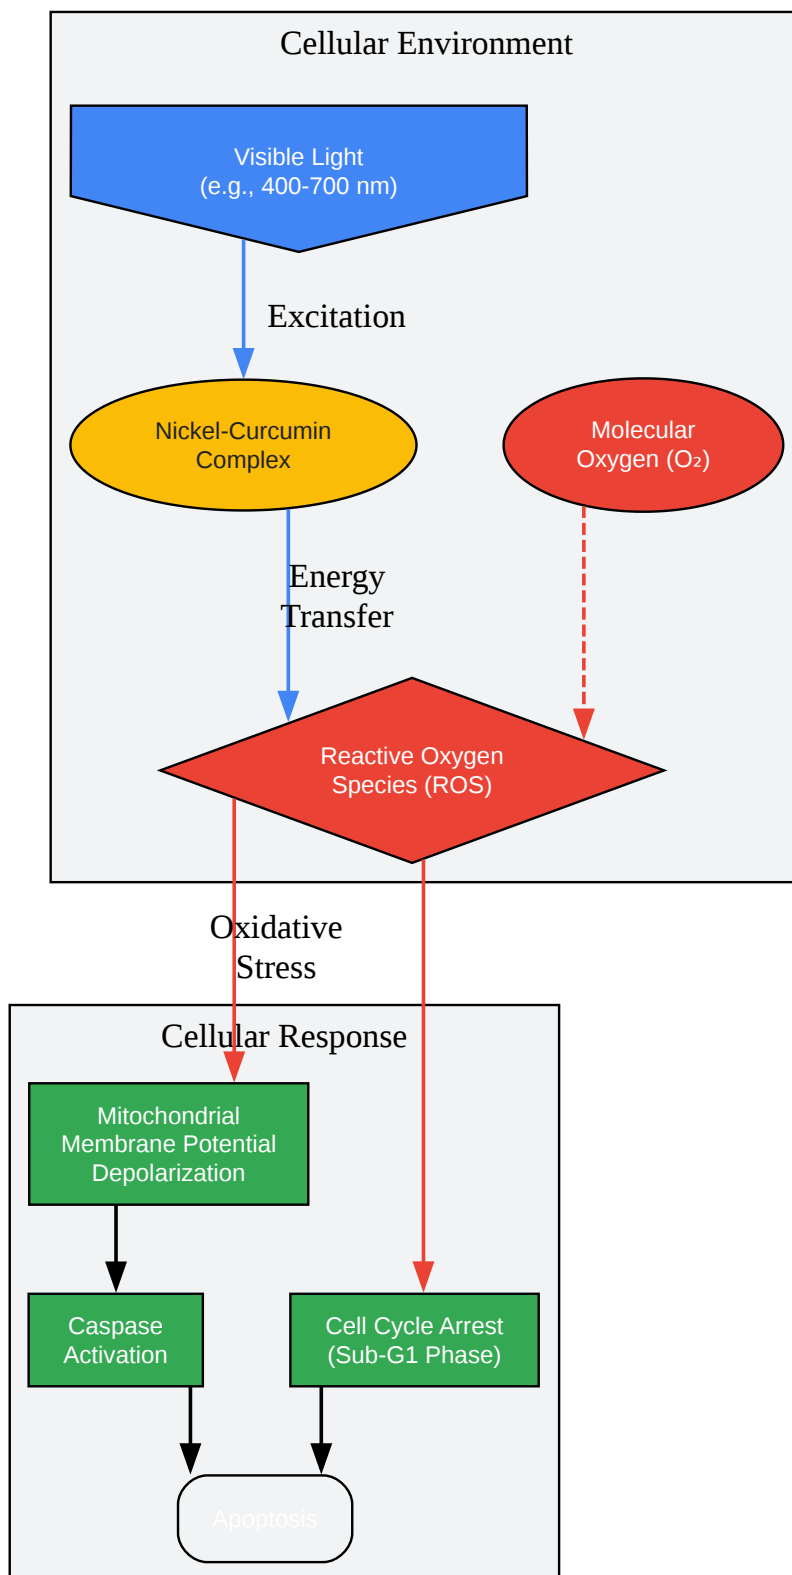 Cellular Environment
Visible Light
(e.g., 400-700 nm)
Excitation
Nickel-Curcumin
Complex
Molecular
Oxygen (O₂)
Energy
Transfer
Reactive Oxygen
Species (ROS)
Oxidative
Stress
Cellular Response
Mitochondrial
Membrane Potential
Depolarization
Caspase
Activation
Cell Cycle Arrest
(Sub-G1 Phase)
Apoptosis